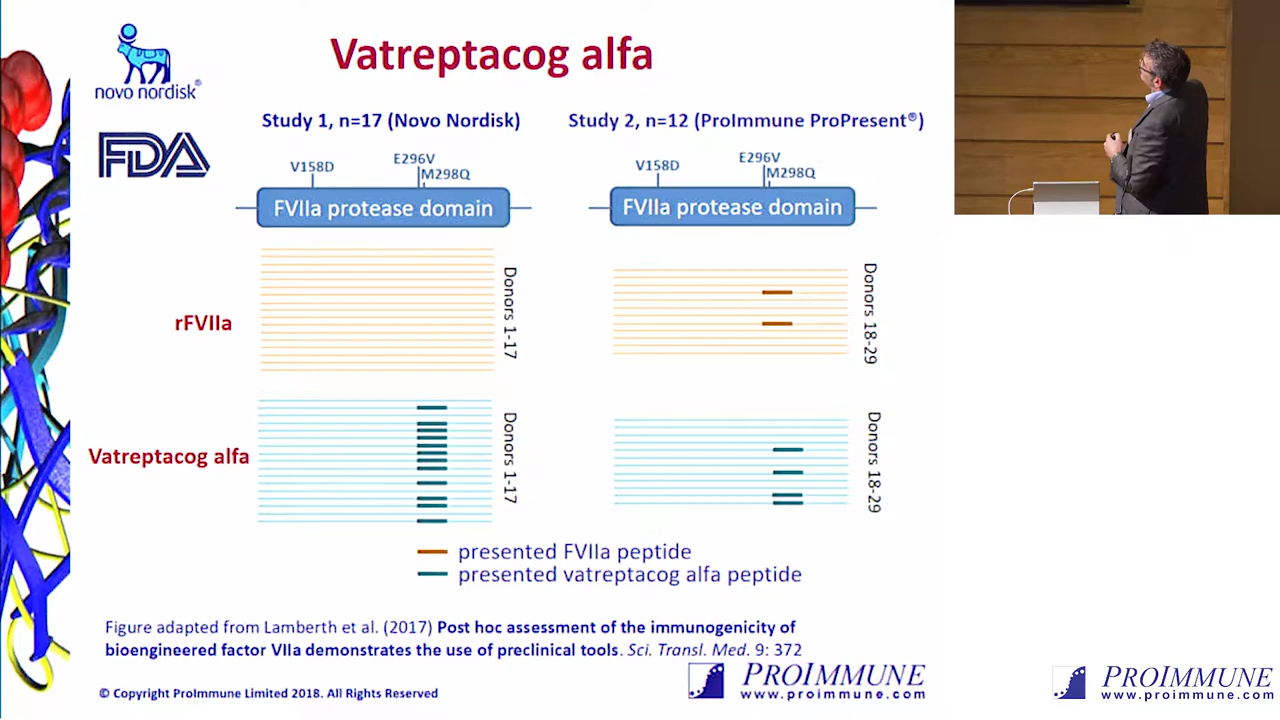 Vatreptacog alfa
novo nordisk®
FDA
Study 1, n=17 (Novo Nordisk)
Study 2, n=12 (ProImmune ProPresent®)
V158D
E296V
M298Q
FVIIa protease domain
V158D
E296V
M298Q
FVIIa protease domain
rFVIIa
Donors 1-17
Donors 18-29
Vatreptacog alfa
Donors 1-17
Donors 18-29
presented FVIIa peptide
presented vatreptacog alfa peptide
Figure adapted from Lamberth et al. (2017) Post hoc assessment of the immunogenicity of
bioengineered factor VIIa demonstrates the use of preclinical tools. Sci. Transl. Med. 9: 372
© Copyright ProImmune Limited 2018. All Rights Reserved
PROIMMUNE
www.proimmune.com
PROIMMUNE
www.proimmune.com